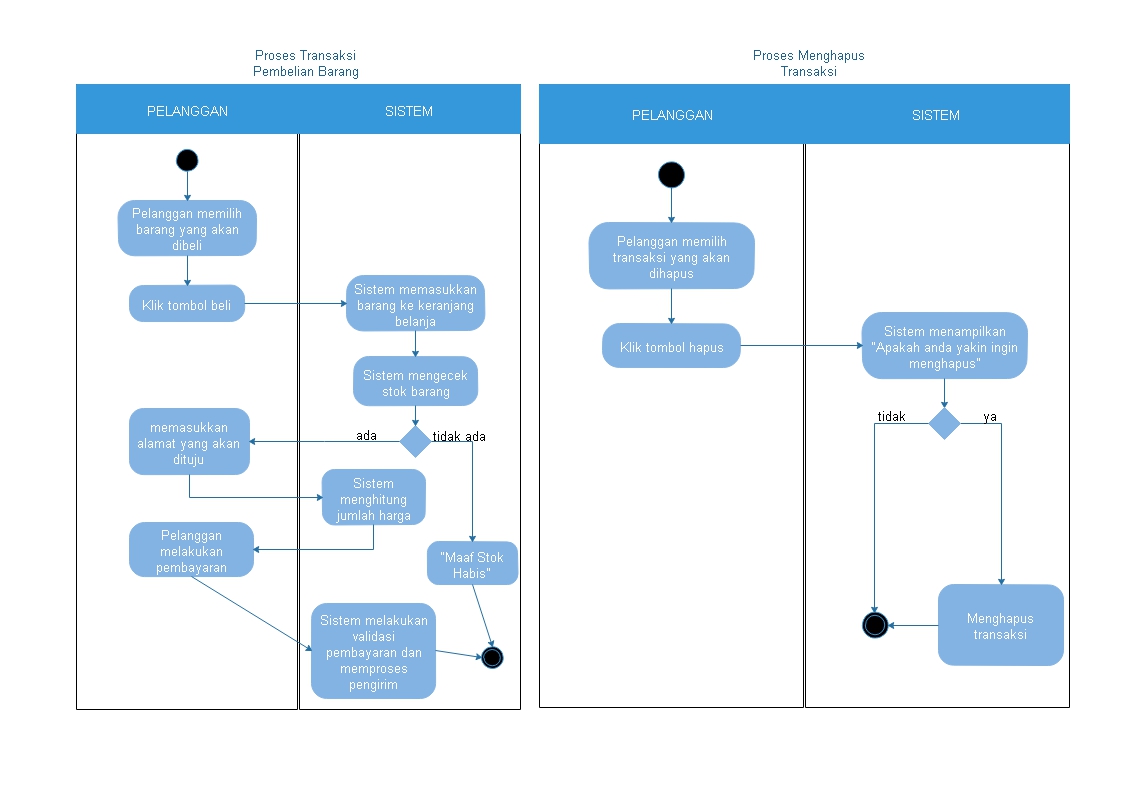 Proses Transaksi
Pembelian Barang
PELANGGAN
SISTEM
Pelanggan memilih
barang yang akan
dibeli
Klik tombol beli
Sistem memasukkan
barang ke keranjang
belanja
Sistem mengecek
stok barang
ada
tidak ada
memasukkan
alamat yang akan
dituju
Sistem
menghitung
jumlah harga
Pelanggan
melakukan
pembayaran
"Maaf Stok
Habis"
Sistem melakukan
validasi
pembayaran dan
memproses
pengirim
Proses Menghapus
Transaksi
PELANGGAN
SISTEM
Pelanggan memilih
transaksi yang akan
dihapus
Klik tombol hapus
Sistem menampilkan
"Apakah anda yakin ingin
menghapus"
tidak
ya
Menghapus
transaksi